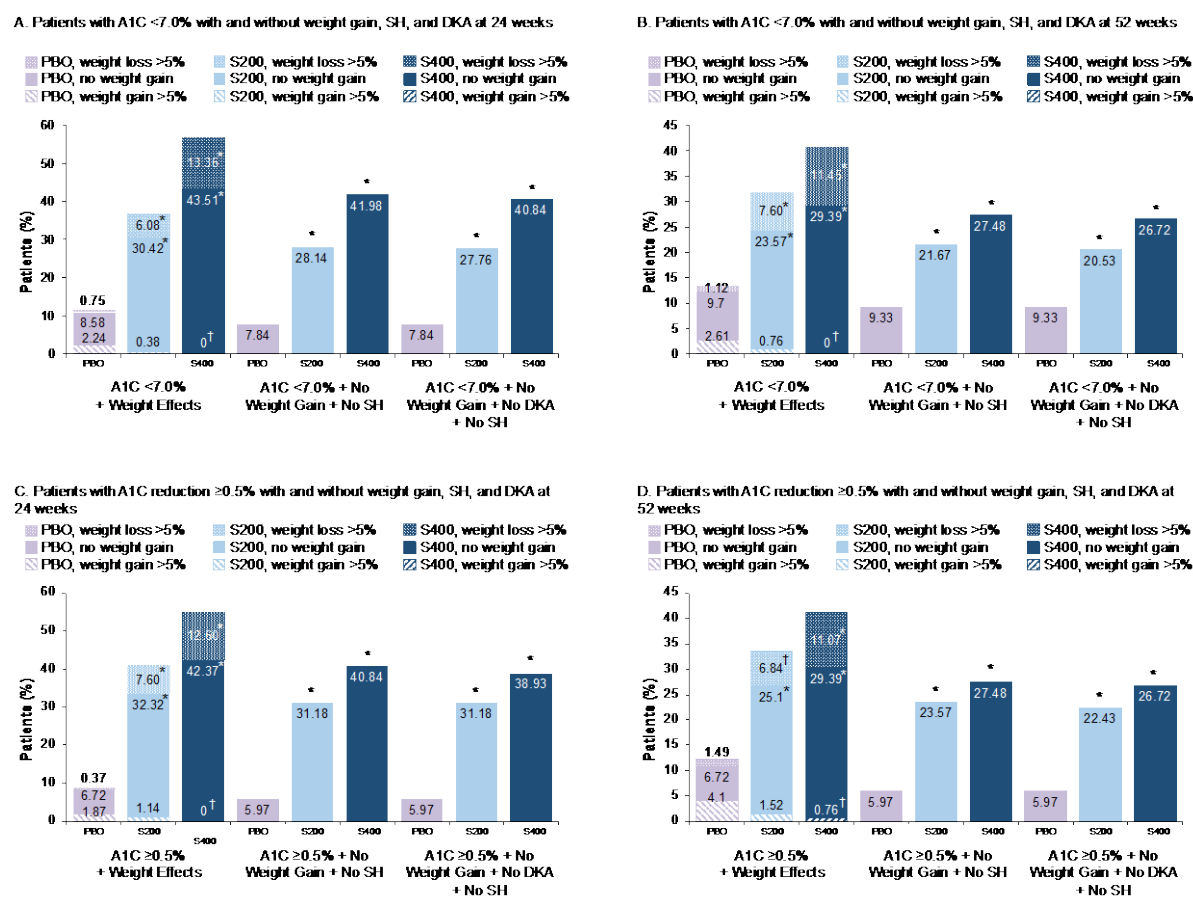 A. Patients with A1C <7.0% with and without weight gain, SH, and DKA at 24 weeks
PBO, weight loss >5% S200, weight loss >5% S400, weight loss >5%
PBO, no weight gain S200, no weight gain S400, no weight gain
PBO, weight gain >5% S200, weight gain >5% S400, weight gain >5%
Patients (%)
60
50
40
30
20
10
0
0.75
8.58
2.24
6.08*
30.42*
0.38
13.36*
43.51*
0†
7.84
*
28.14
*
41.98
7.84
*
27.76
*
40.84
PBO S200 S400 PBO S200 S400 PBO S200 S400
A1C <7.0% A1C <7.0% + No A1C <7.0% + No
+ Weight Effects Weight Gain + No SH Weight Gain + No DKA
+ No SH
B. Patients with A1C <7.0% with and without weight gain, SH, and DKA at 52 weeks
PBO, weight loss >5% S200, weight loss >5% S400, weight loss >5%
PBO, no weight gain S200, no weight gain S400, no weight gain
PBO, weight gain >5% S200, weight gain >5% S400, weight gain >5%
Patients (%)
45
40
35
30
25
20
15
10
5
0
1.12
9.7
2.61
7.60*
23.57*
0.76
11.45*
29.39*
0†
9.33
*
21.67
*
27.48
9.33
*
20.53
*
26.72
PBO S200 S400 PBO S200 S400 PBO S200 S400
A1C <7.0% A1C <7.0% + No A1C <7.0% + No
+ Weight Effects Weight Gain + No SH Weight Gain + No DKA
+ No SH
C. Patients with A1C reduction ≥0.5% with and without weight gain, SH, and DKA at
24 weeks
PBO, weight loss >5% S200, weight loss >5% S400, weight loss >5%
PBO, no weight gain S200, no weight gain S400, no weight gain
PBO, weight gain >5% S200, weight gain >5% S400, weight gain >5%
Patients (%)
60
50
40
30
20
10
0
0.37
6.72
1.87
7.60*
32.32*
1.14
12.60*
42.37*
0†
5.97
*
31.18
*
40.84
5.97
*
31.18
*
38.93
PBO S200 S400 PBO S200 S400 PBO S200 S400
A1C ≥0.5% A1C ≥0.5% + No A1C ≥0.5% + No
+ Weight Effects Weight Gain + No SH Weight Gain + No DKA
+ No SH
D. Patients with A1C reduction ≥0.5% with and without weight gain, SH, and DKA at
52 weeks
PBO, weight loss >5% S200, weight loss >5% S400, weight loss >5%
PBO, no weight gain S200, no weight gain S400, no weight gain
PBO, weight gain >5% S200, weight gain >5% S400, weight gain >5%
Patients (%)
45
40
35
30
25
20
15
10
5
0
1.49
6.72
4.1
6.84†
25.1*
1.52
11.07*
29.39*
0.76†
5.97
*
23.57
*
27.48
5.97
*
22.43
*
26.72
PBO S200 S400 PBO S200 S400 PBO S200 S400
A1C ≥0.5% A1C ≥0.5% + No A1C ≥0.5% + No
+ Weight Effects Weight Gain + No SH Weight Gain + No DKA
+ No SH